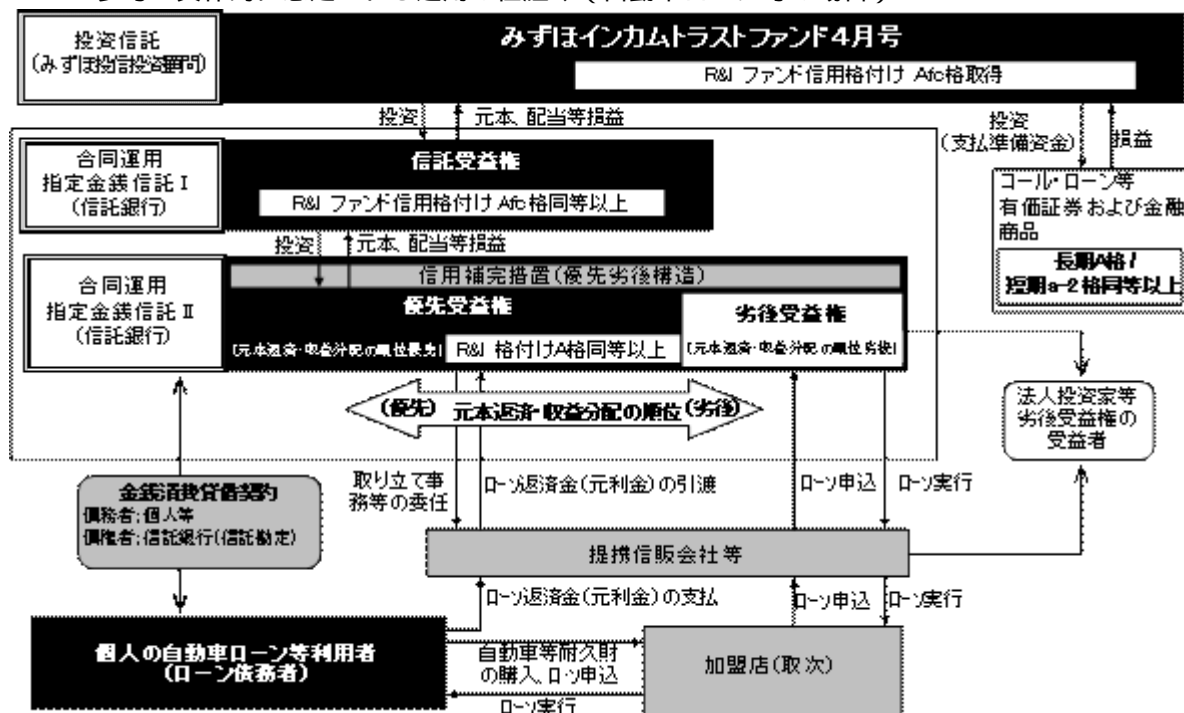 投資信託
(みずほ投信投資顧問)
みずほインカムトラストファンド4月号
R&I ファンド信用格付け Afc格取得
投資
元本、配当等損益
投資
(支払準備資金)
損益
合同運用
指定金銭信託 I
(信託銀行)
信託受益権
R&I ファンド信用格付け Afc格同等以上
コール・ローン等
有価証券および金融
商品
長期A格/
短期a-2格同等以上
投資
元本、配当等損益
合同運用
指定金銭信託 II
(信託銀行)
信用補完措置(優先劣後構造)
優先受益権
[元本返済・収益分配の順位優先]
R&I 格付けA格同等以上
劣後受益権
[元本返済・収益分配の順位劣後]
(優先) 元本返済・収益分配の順位 (劣後)
法人投資家等
劣後受益権の
受益者
金銭消費貸借契約
債務者;個人等
債権者;信託銀行(信託勘定)
取り立て事
務等の委任
ローン返済金(元利金)の引渡
ローン申込
ローン実行
提携信販会社等
ローン返済金(元利金)の支払
ローン申込
ローン実行
個人の自動車ローン等利用者
(ローン債務者)
自動車等耐久財
の購入、ローン申込
ローン実行
加盟店(取次)